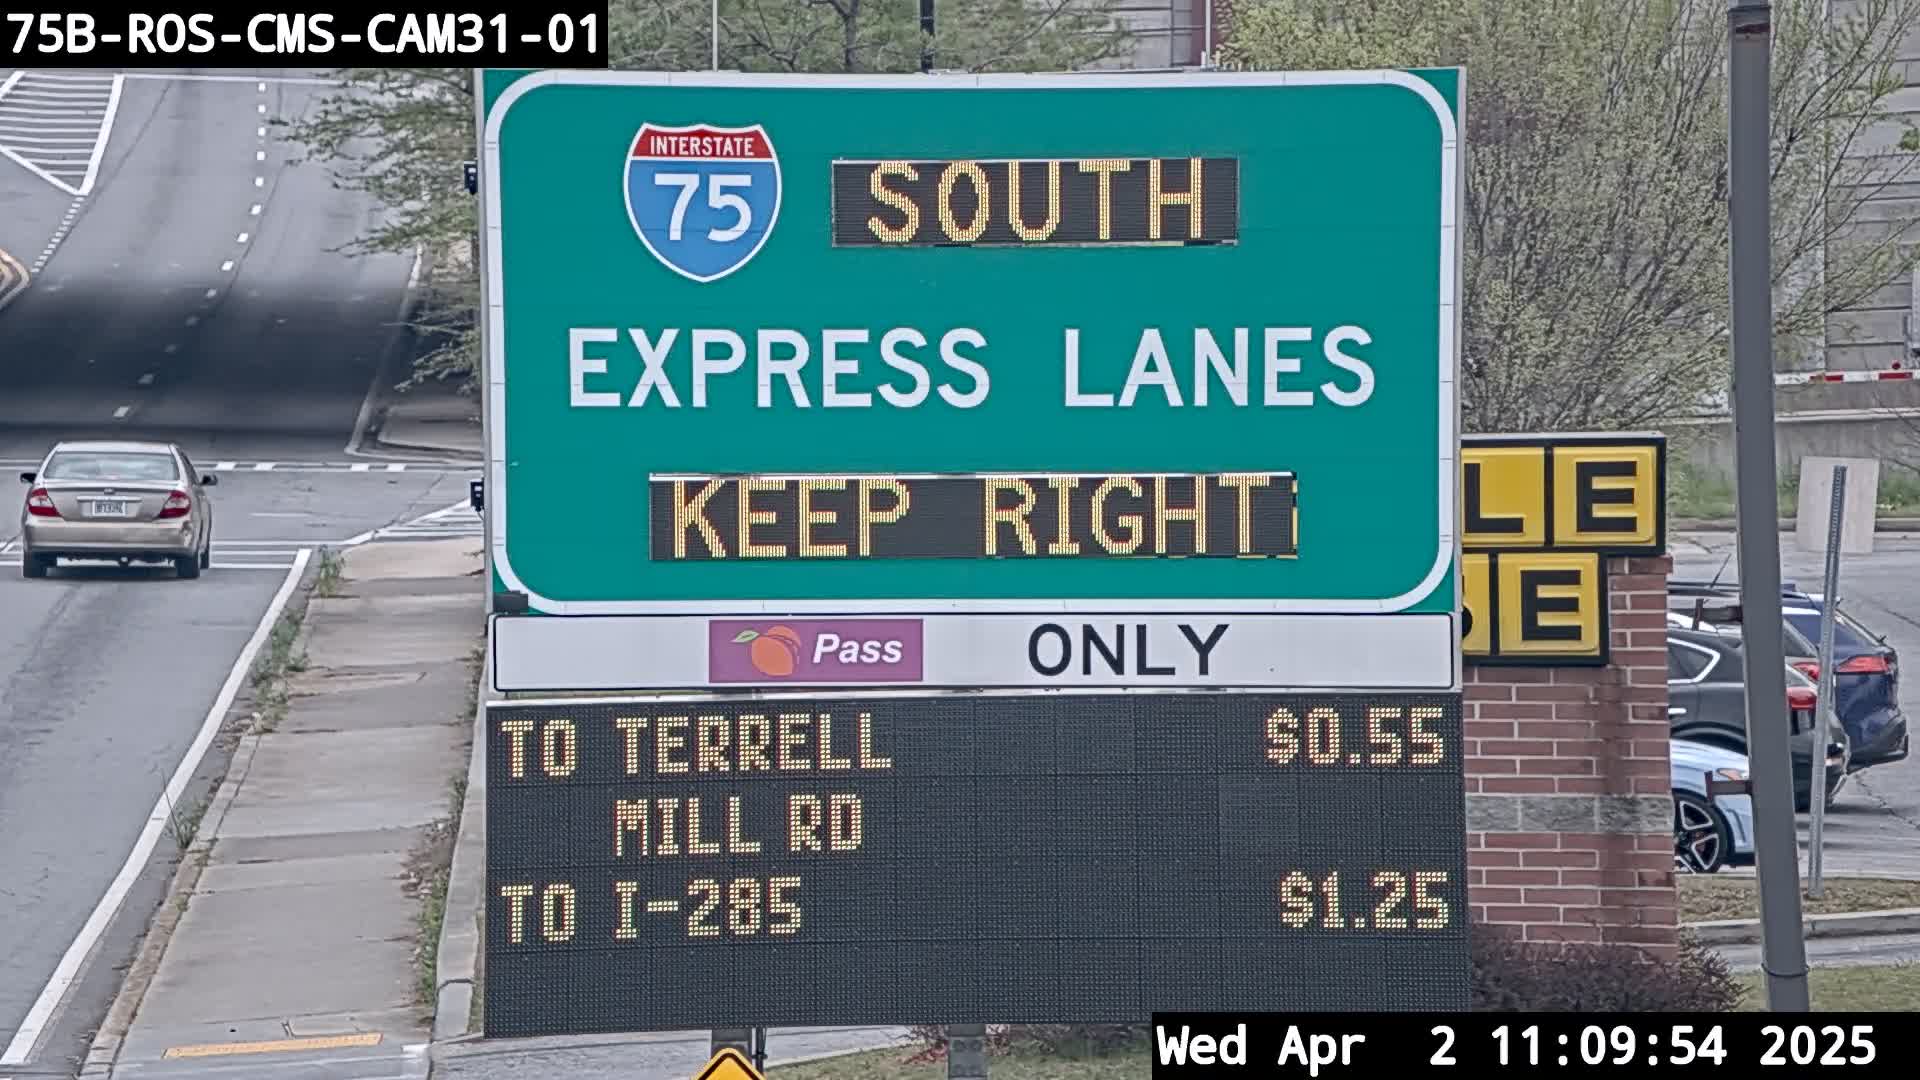 75B-ROS-CMS-CAM31-01
INTERSTATE
75
SOUTH
EXPRESS LANES
KEEP RIGHT
Pass ONLY
TO TERRELL $0.55
MILL RD
TO I-285 $1.25
LE
E
Wed Apr 2 11:09:54 2025